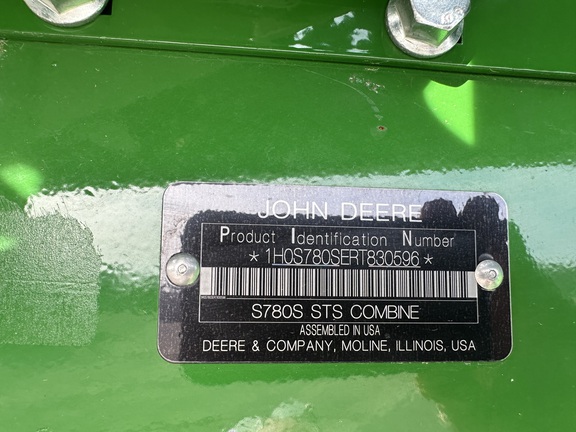 JOHN DEERE
Product Identification Number
*1H0S780SERT830596*
S780S STS COMBINE
ASSEMBLED IN USA
DEERE & COMPANY, MOLINE, ILLINOIS, USA